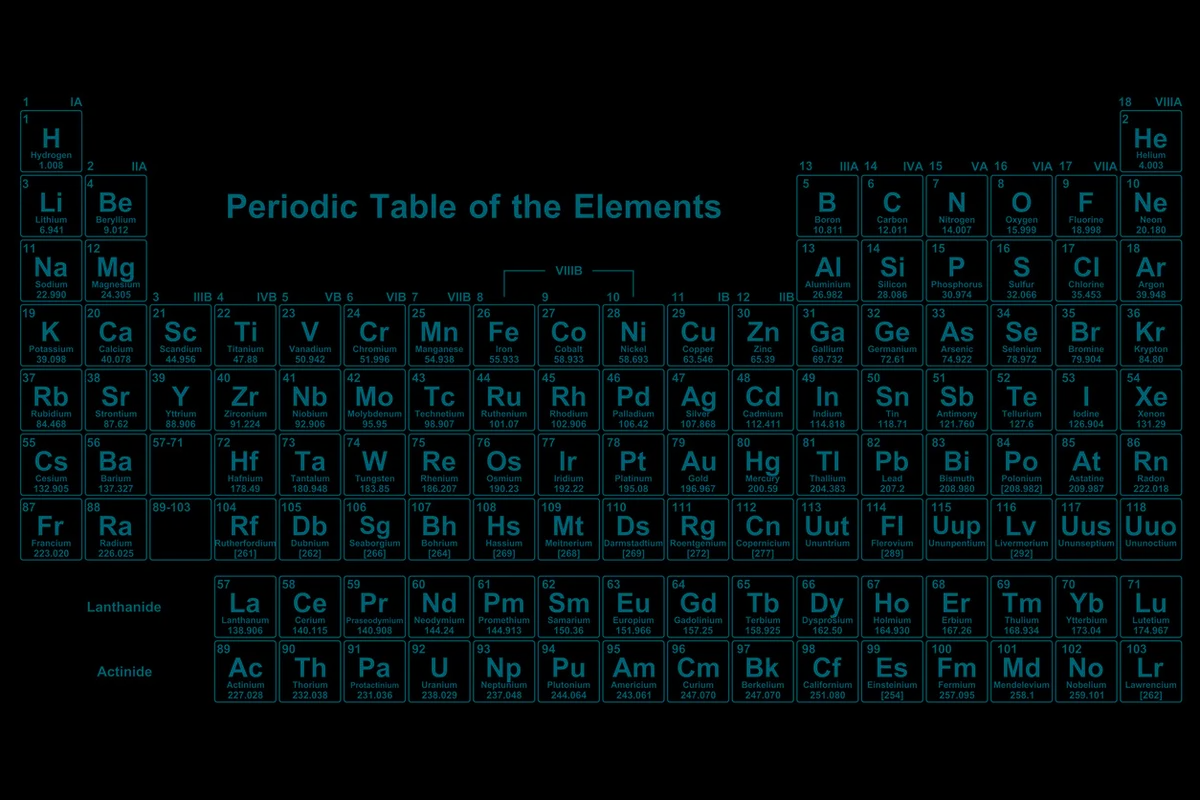 1 IA 18 VIIIA
1 2
H He
Hydrogen Helium
1.008 4.003
2 IIA 13 IIIA 14 IVA 15 VA 16 VIA 17 VIIA
3 4 5 6 7 8 9 10
Li Be B C N O F Ne
Lithium Beryllium Boron Carbon Nitrogen Oxygen Fluorine Neon
6.941 9.012 10.811 12.011 14.007 15.999 18.998 20.180
Periodic Table of the Elements
11 12 13 14 15 16 17 18
Na Mg Al Si P S Cl Ar
Sodium Magnesium Aluminium Silicon Phosphorus Sulfur Chlorine Argon
22.990 24.305 26.982 28.086 30.974 32.066 35.453 39.948
VIIIB
3 IIIB 4 IVB 5 VB 6 VIB 7 VIIB 8 9 10 11 IB 12 IIB
19 20 21 22 23 24 25 26 27 28 29 30 31 32 33 34 35 36
K Ca Sc Ti V Cr Mn Fe Co Ni Cu Zn Ga Ge As Se Br Kr
Potassium Calcium Scandium Titanium Vanadium Chromium Manganese Iron Cobalt Nickel Copper Zinc Gallium Germanium Arsenic Selenium Bromine Krypton
39.098 40.078 44.956 47.88 50.942 51.996 54.938 55.933 58.933 58.693 63.546 65.39 69.732 72.61 74.922 78.972 79.904 84.80
37 38 39 40 41 42 43 44 45 46 47 48 49 50 51 52 53 54
Rb Sr Y Zr Nb Mo Tc Ru Rh Pd Ag Cd In Sn Sb Te I Xe
Rubidium Strontium Yttrium Zirconium Niobium Molybdenum Technetium Ruthenium Rhodium Palladium Silver Cadmium Indium Tin Antimony Tellurium Iodine Xenon
84.468 87.62 88.906 91.224 92.906 95.95 98.907 101.07 102.906 106.42 107.868 112.411 114.818 118.71 121.760 127.6 126.904 131.29
55 56 57-71 72 73 74 75 76 77 78 79 80 81 82 83 84 85 86
Cs Ba Hf Ta W Re Os Ir Pt Au Hg Tl Pb Bi Po At Rn
Cesium Barium Hafnium Tantalum Tungsten Rhenium Osmium Iridium Platinum Gold Mercury Thallium Lead Bismuth Polonium Astatine Radon
132.905 137.327 178.49 180.948 183.85 186.207 190.23 192.22 195.08 196.967 200.59 204.383 207.2 208.980 [208.982] 209.987 222.018
87 88 89-103 104 105 106 107 108 109 110 111 112 113 114 115 116 117 118
Fr Ra Rf Db Sg Bh Hs Mt Ds Rg Cn Uut Fl Uup Lv Uus Uuo
Francium Radium Rutherfordium Dubnium Seaborgium Bohrium Hassium Meitnerium Darmstadtium Roentgenium Copernicium Ununtrium Flerovium Ununpentium Livermorium Ununseptium Ununoctium
223.020 226.025 [261] [262] [266] [264] [269] [268] [269] [272] [277] [289] [292]
57 58 59 60 61 62 63 64 65 66 67 68 69 70 71
Lanthanide La Ce Pr Nd Pm Sm Eu Gd Tb Dy Ho Er Tm Yb Lu
Lanthanum Cerium Praseodymium Neodymium Promethium Samarium Europium Gadolinium Terbium Dysprosium Holmium Erbium Thulium Ytterbium Lutetium
138.906 140.115 140.908 144.24 144.913 150.36 151.966 157.25 158.925 162.50 164.930 167.26 168.934 173.04 174.967
89 90 91 92 93 94 95 96 97 98 99 100 101 102 103
Actinide Ac Th Pa U Np Pu Am Cm Bk Cf Es Fm Md No Lr
Actinium Thorium Protactinium Uranium Neptunium Plutonium Americium Curium Berkelium Californium Einsteinium Fermium Mendelevium Nobelium Lawrencium
227.028 232.038 231.036 238.029 237.048 244.064 243.061 247.070 247.070 251.080 [254] 257.095 258.1 259.101 [262]